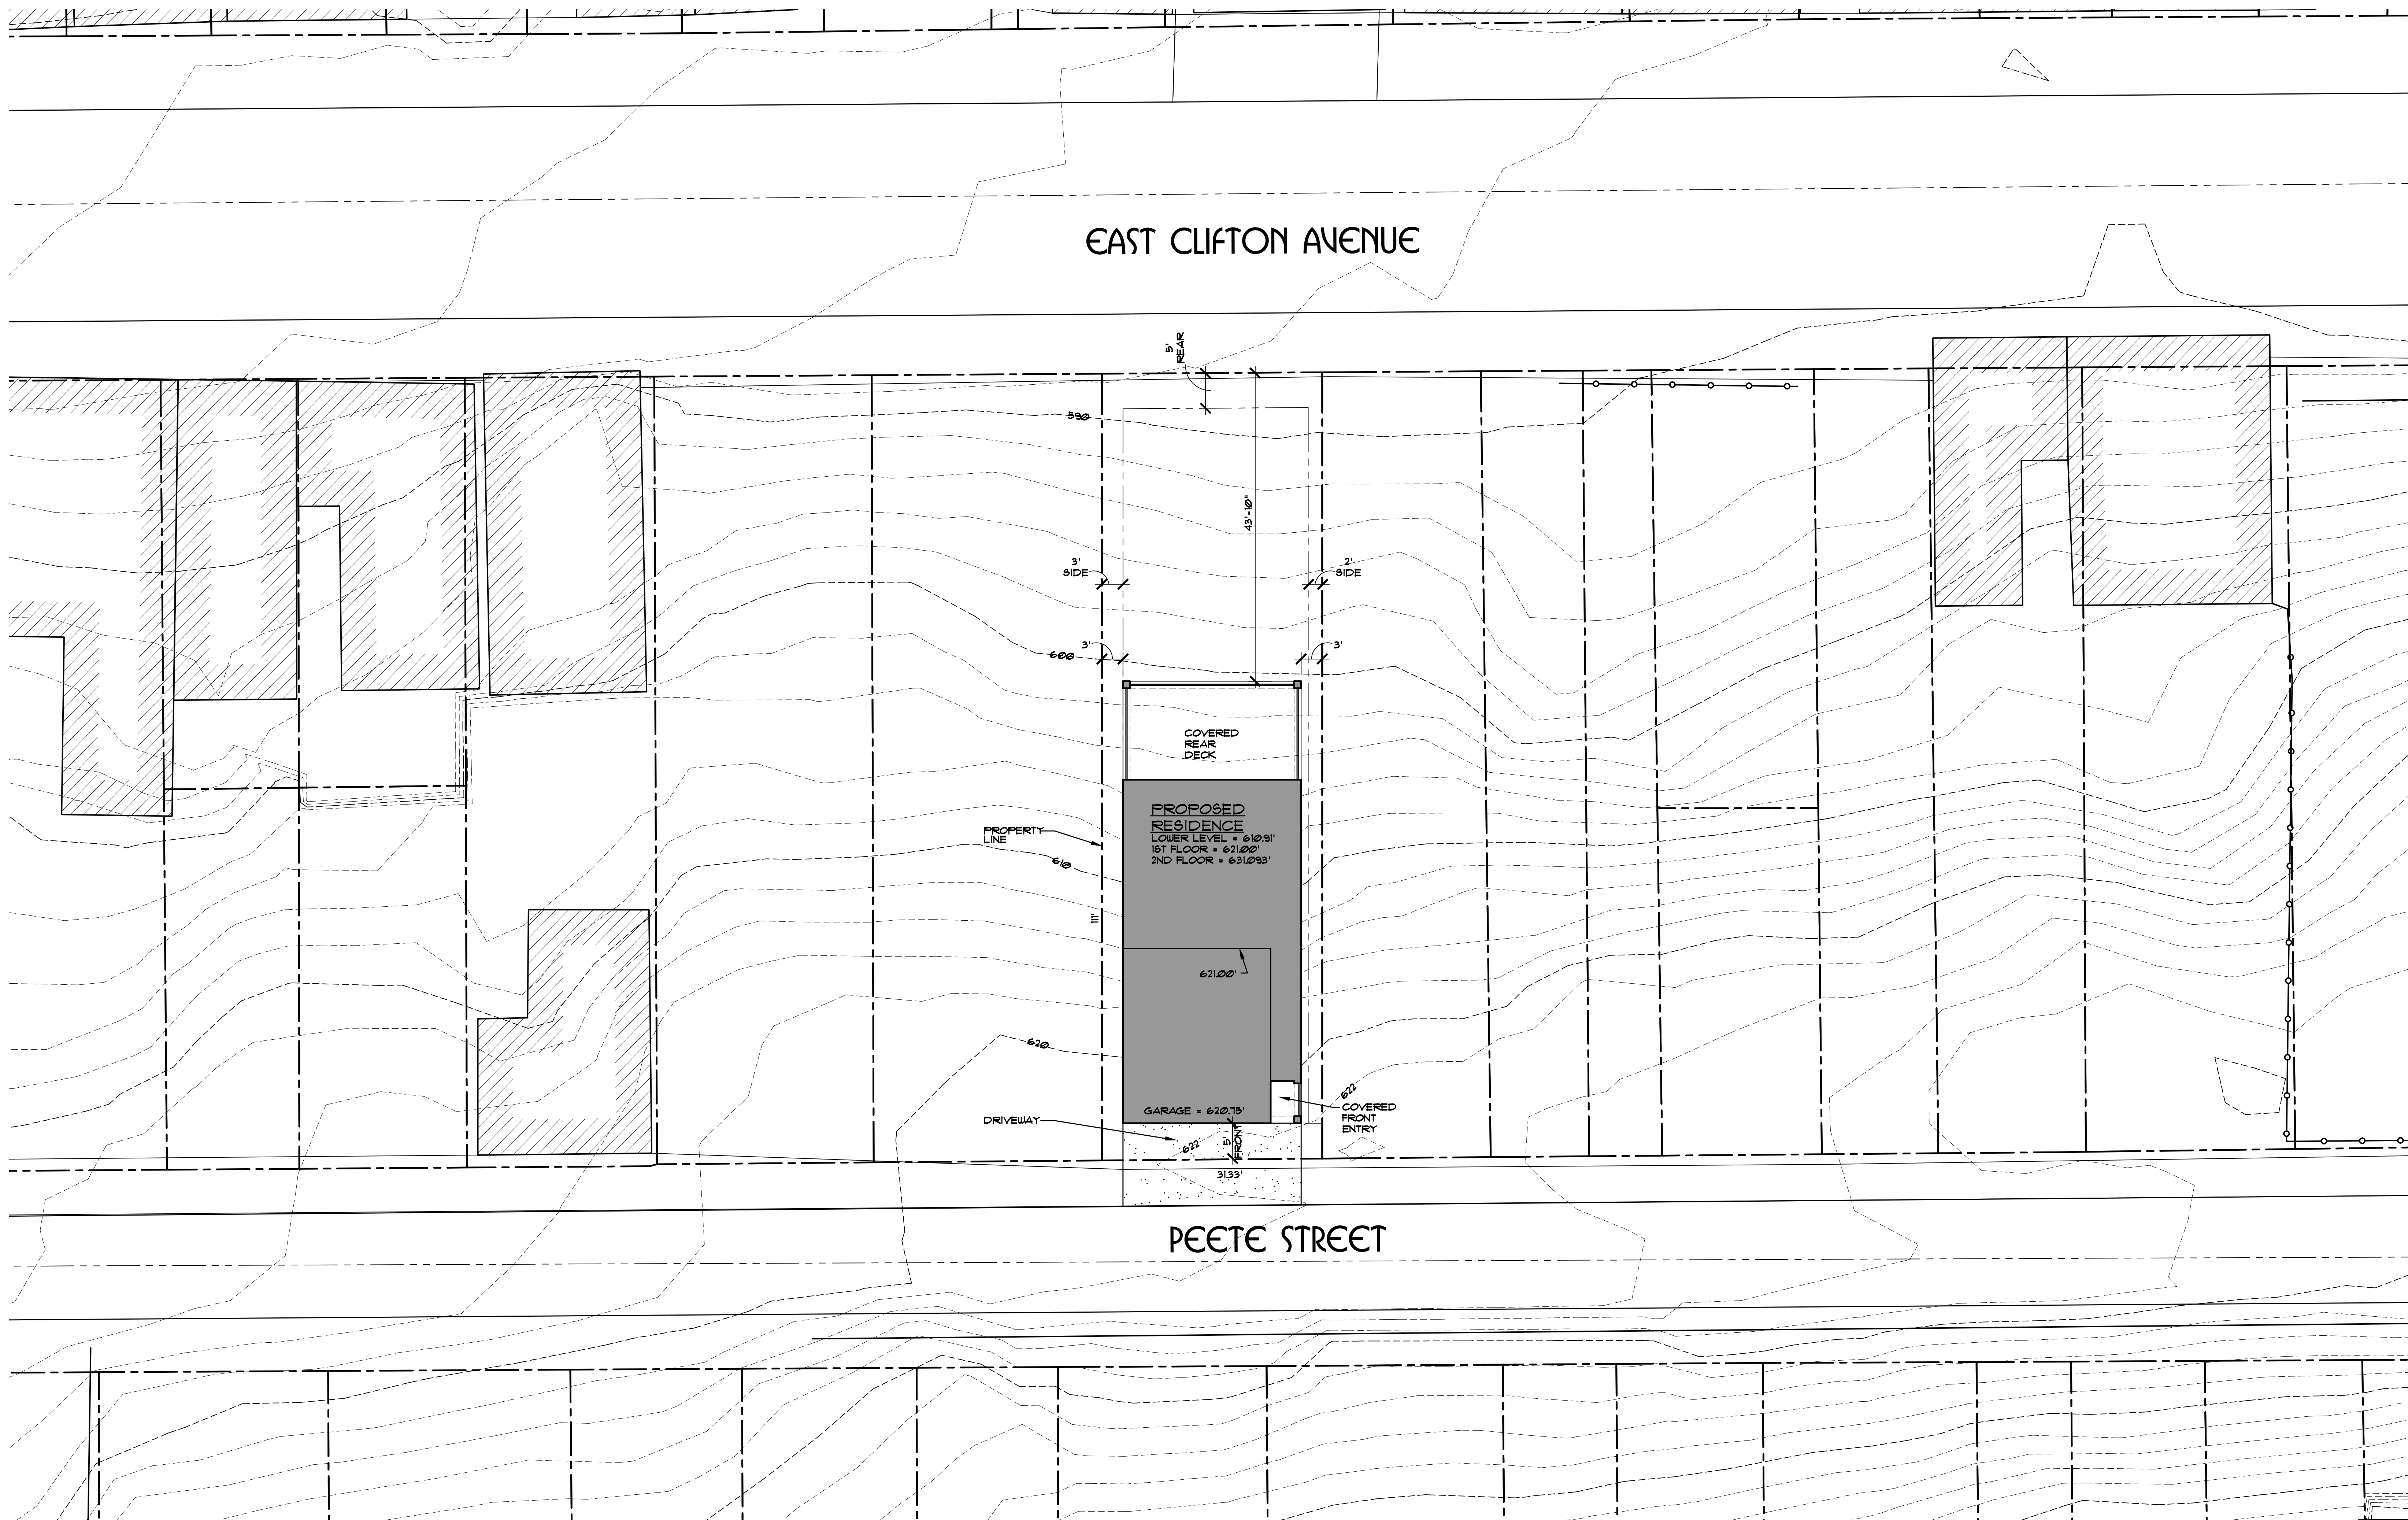 EAST CLIFTON AVENUE
5'
REAR
590
43'-10"
3'
SIDE
2'
SIDE
3'
3'
600
COVERED
REAR
DECK
PROPOSED
RESIDENCE
LOWER LEVEL = 610.91'
1ST FLOOR = 621.00'
2ND FLOOR = 631.093'
PROPERTY
LINE
610
111'
621.00'
620
622
COVERED
FRONT
ENTRY
GARAGE = 620.75'
DRIVEWAY
622
5'
FRONT
31.33'
PEETE STREET